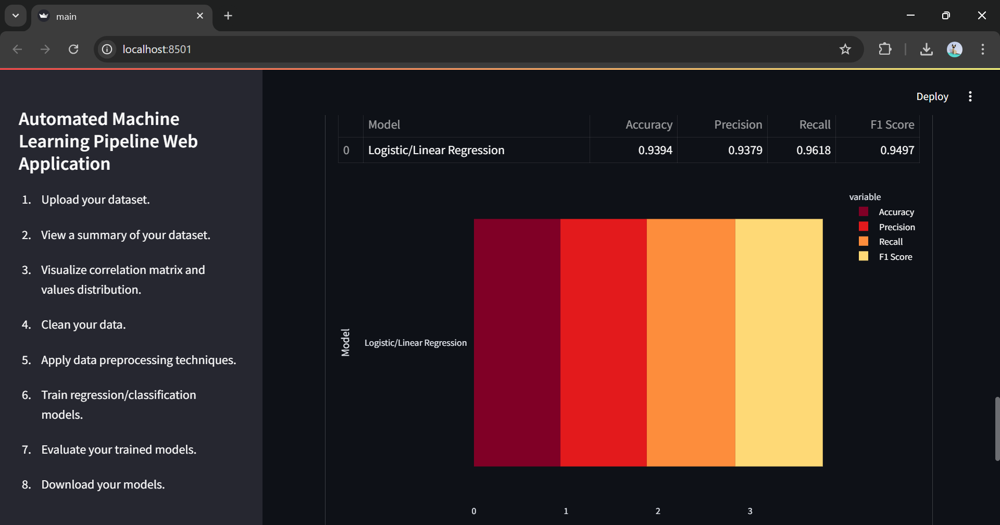 main
localhost:8501
Deploy
Automated Machine
Learning Pipeline Web
Application
1. Upload your dataset.
2. View a summary of your dataset.
3. Visualize correlation matrix and
values distribution.
4. Clean your data.
5. Apply data preprocessing techniques.
6. Train regression/classification
models.
7. Evaluate your trained models.
8. Download your models.
Model Accuracy Precision Recall F1 Score
0 Logistic/Linear Regression 0.9394 0.9379 0.9618 0.9497
variable
Accuracy
Precision
Recall
F1 Score
Model
Logistic/Linear Regression
0 1 2 3